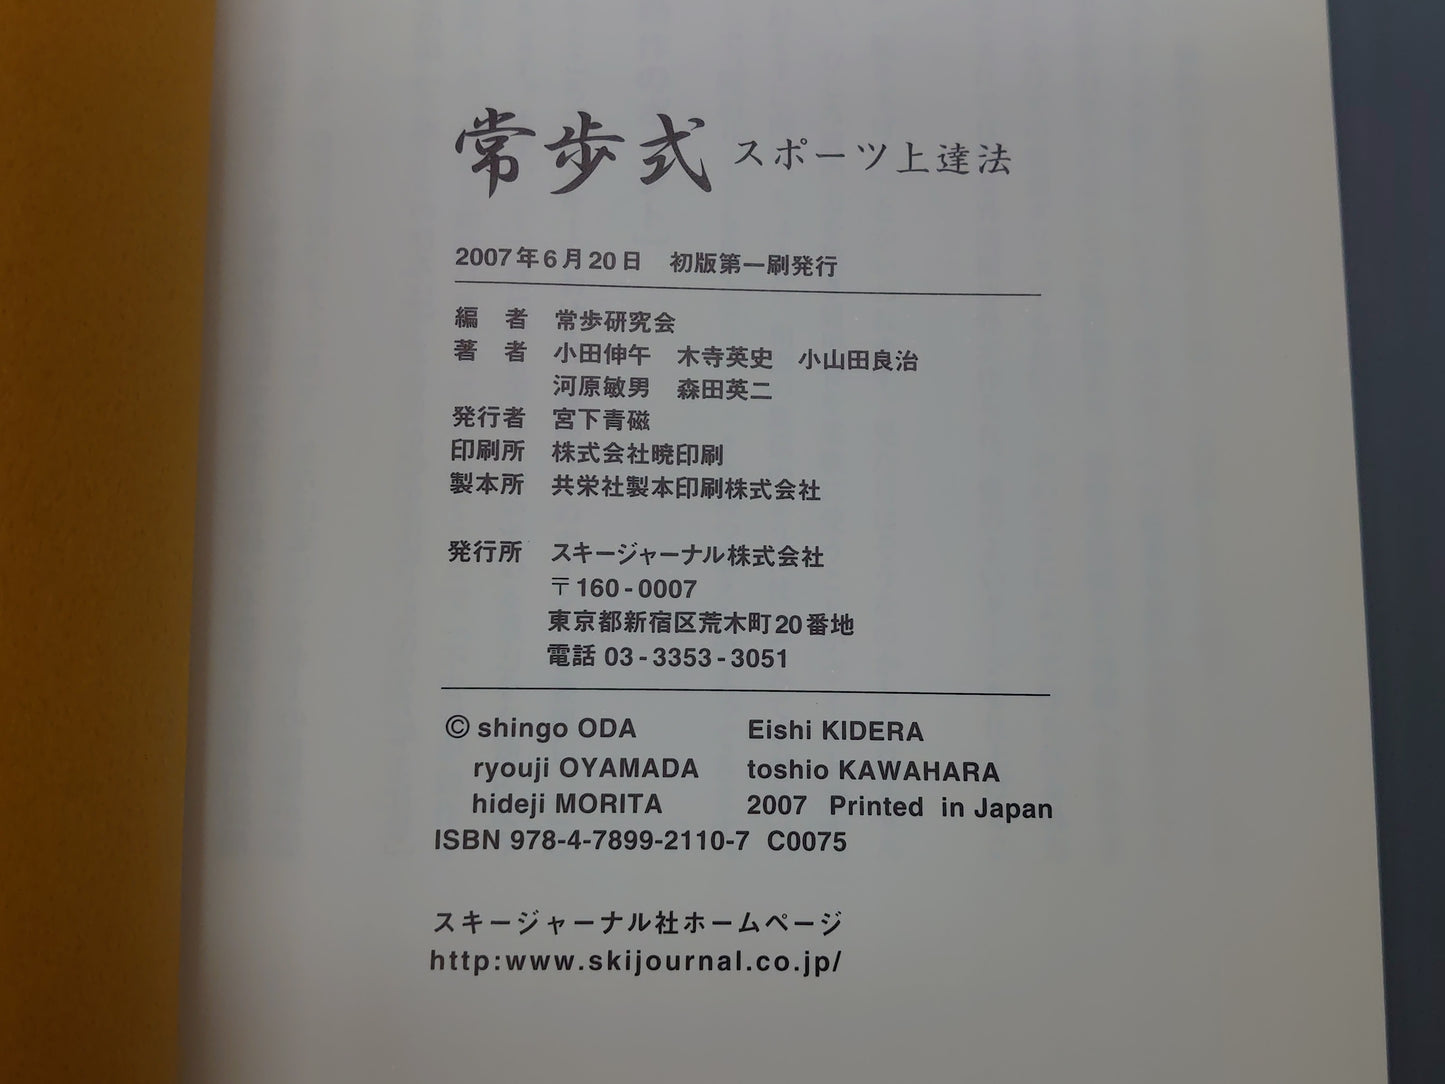 常歩式 スポーツ上達法
2007年6月20日　初版第一刷発行
編　者　常歩研究会
著　者　小田伸午　木寺英史　小山田良治
河原敏男　森田英二
発行者　宮下青磁
印刷所　株式会社暁印刷
製本所　共栄社製本印刷株式会社
発行所　スキージャーナル株式会社
〒160-0007
東京都新宿区荒木町20番地
電話 03-3353-3051
© shingo ODA　Eishi KIDERA
ryouji OYAMADA　toshio KAWAHARA
hideji MORITA　2007 Printed in Japan
ISBN 978-4-7899-2110-7 C0075
スキージャーナル社ホームページ
http:www.skijournal.co.jp/